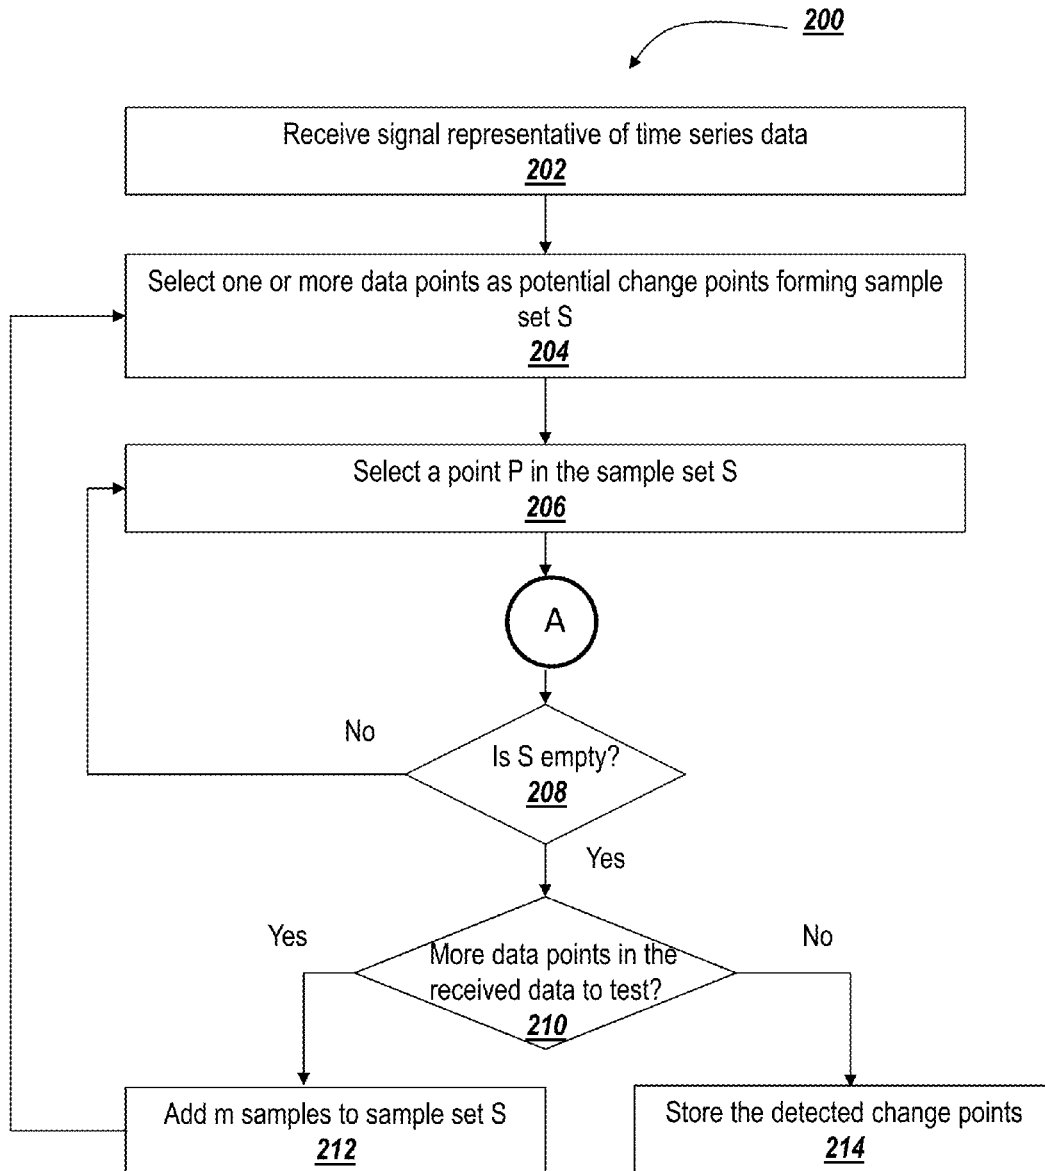 200
Receive signal representative of time series data
202
Select one or more data points as potential change points forming sample
set S
204
Select a point P in the sample set S
206
A
No
Is S empty?
208
Yes
Yes
No
More data points in the
received data to test?
210
Add m samples to sample set S
212
Store the detected change points
214